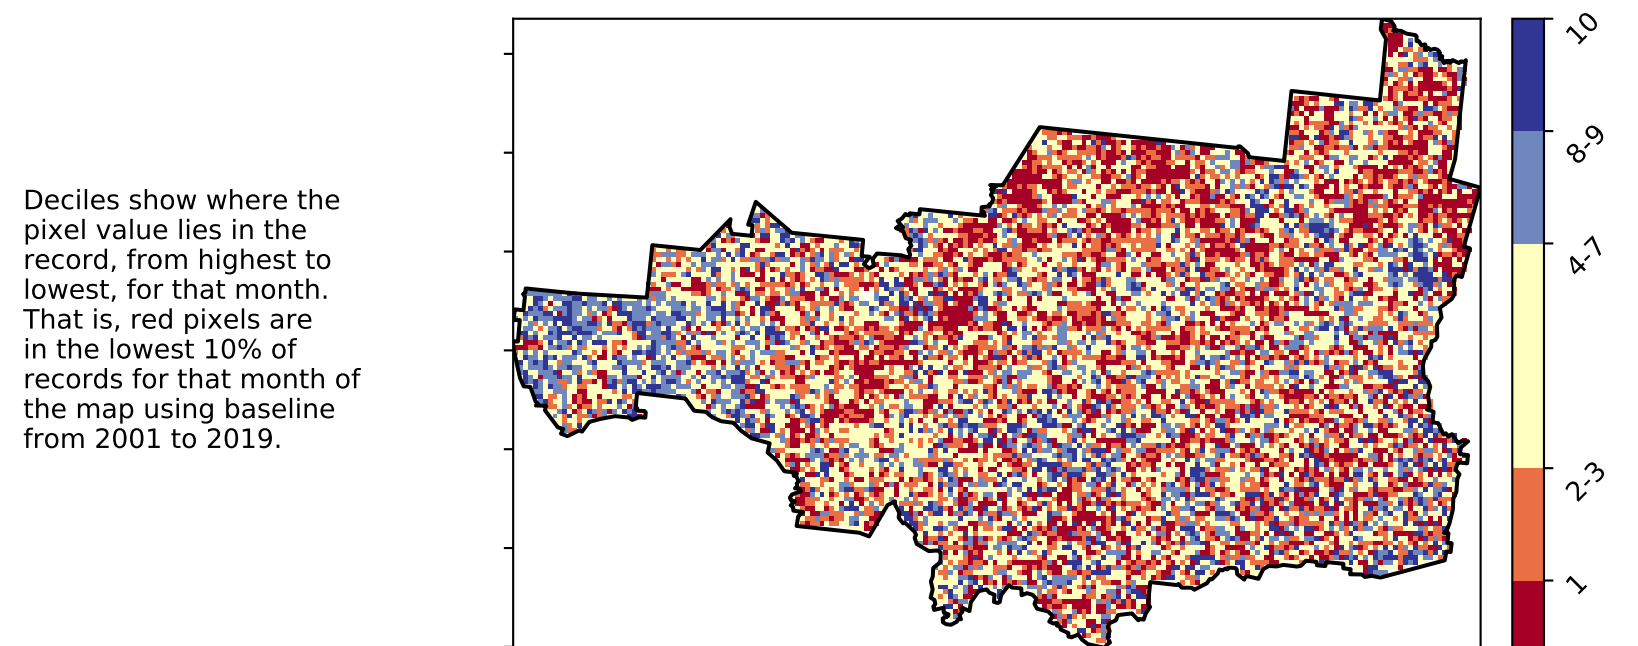 Deciles show where the
pixel value lies in the
record, from highest to
lowest, for that month.
That is, red pixels are
in the lowest 10% of
records for that month of
the map using baseline
from 2001 to 2019.
10
8-9
4-7
2-3
1